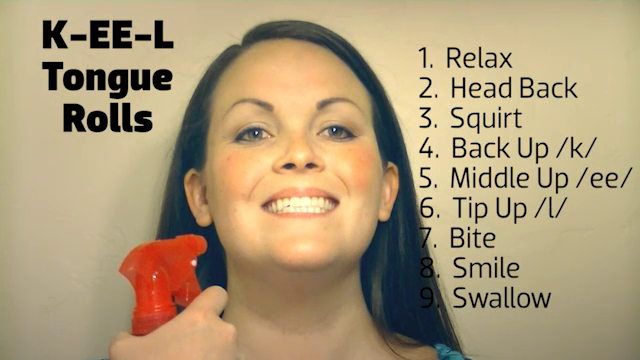 K-EE-L
Tongue
Rolls
1. Relax
2. Head Back
3. Squirt
4. Back Up /k/
5. Middle Up /ee/
6. Tip Up /l/
7. Bite
8. Smile
9. Swallow